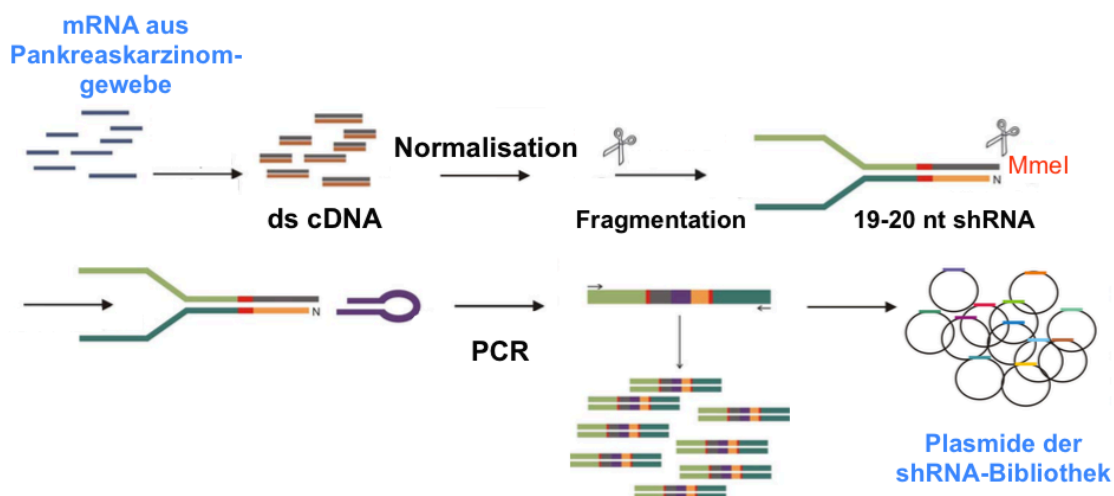 mRNA aus
Pankreaskarzinom-
gewebe
ds cDNA
Normalisation
Fragmentation
MmeI
N
19-20 nt shRNA
N
PCR
Plasmide der
shRNA-Bibliothek